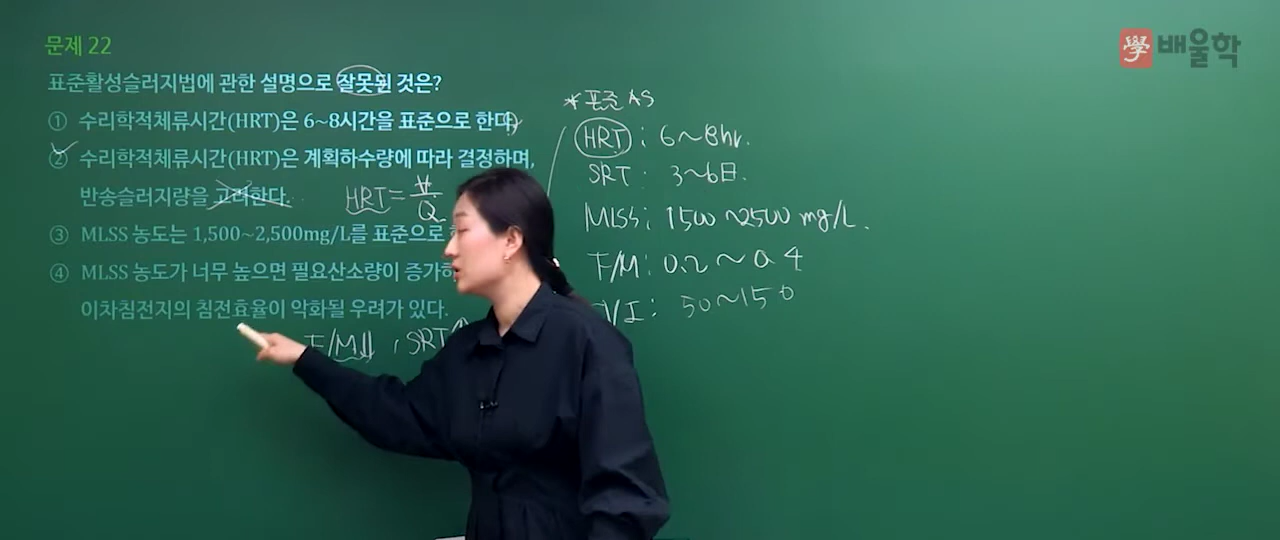 문제 22
표준활성슬러지법에 관한 설명으로 잘못된 것은?
① 수리학적체류시간(HRT)은 6~8시간을 표준으로 한다.
② 수리학적체류시간(HRT)은 계획하수량에 따라 결정하며,
반송슬러지량을 고려한다.
HRT = V/Q
③ MLSS 농도는 1,500~2,500mg/L를 표준으로
④ MLSS 농도가 너무 높으면 필요산소량이 증가하
이차침전지의 침전효율이 악화될 우려가 있다.
F/M⇓, SRT
* 표준 AS
HRT : 6~8hr.
SRT : 3~6日.
MLSS : 1500~2500 mg/L.
F/M : 0.2~0.4
VI : 50~150
學 배울학